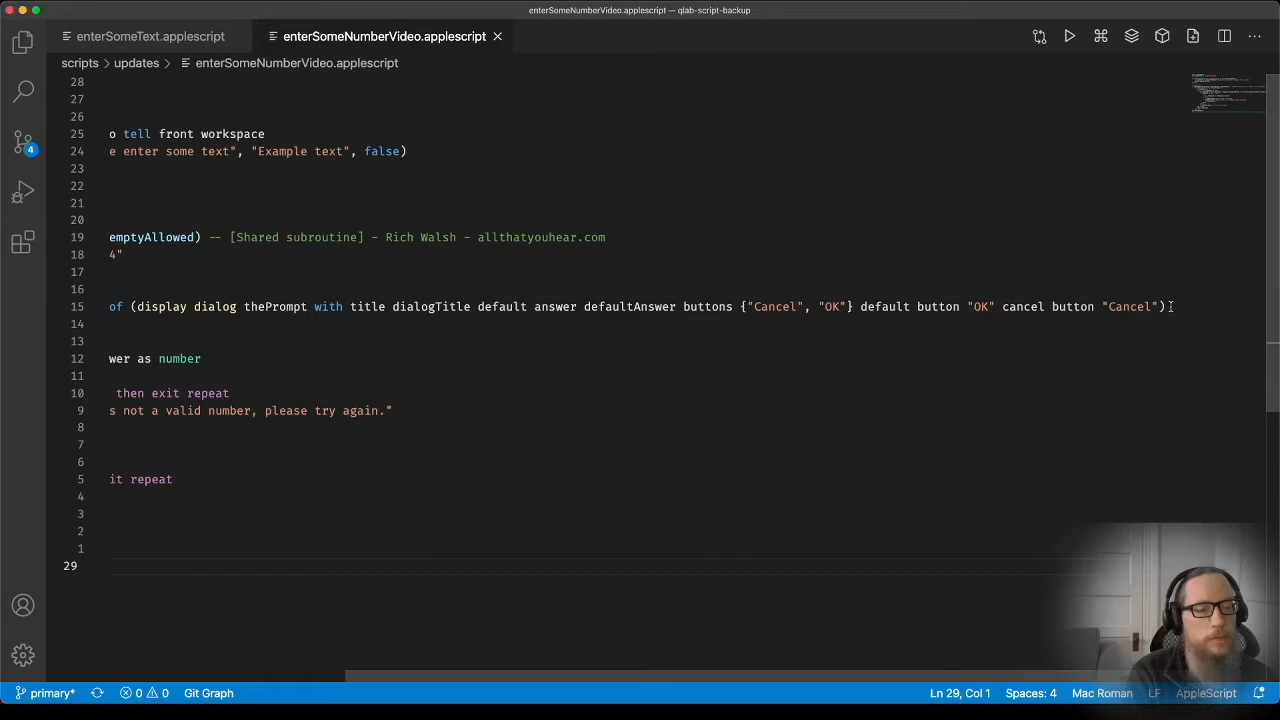 enterSomeNumberVideo.applescript — qlab-script-backup
enterSomeText.applescript
enterSomeNumberVideo.applescript
scripts > updates > enterSomeNumberVideo.applescript
28
27
26
25 o tell front workspace
24 e enter some text", "Example text", false)
23
22
21
20
19 emptyAllowed) -- [Shared subroutine] - Rich Walsh - allthatyouhear.com
18 4"
17
16
15 of (display dialog thePrompt with title dialogTitle default answer defaultAnswer buttons {"Cancel", "OK"} default button "OK" cancel button "Cancel")
14
13
12 wer as number
11
10 then exit repeat
9 s not a valid number, please try again."
8
7
6
5 it repeat
4
3
2
1
29
4
primary* 0 0 Git Graph Ln 29, Col 1 Spaces: 4 Mac Roman LF AppleScript